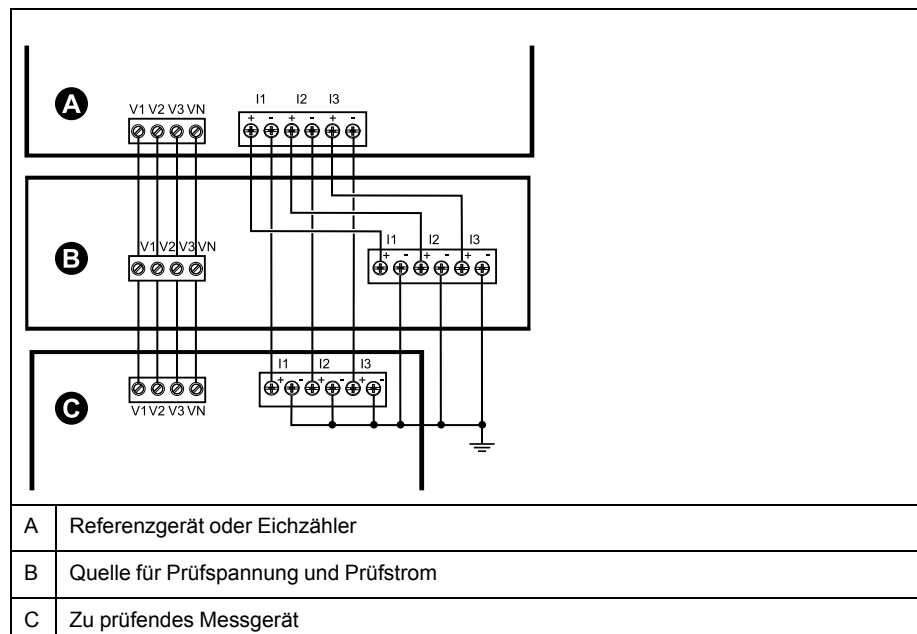 A
V1 V2 V3 VN
I1 I2 I3
+ - + - + -
B
V1 V2 V3 VN
I1 I2 I3
+ - + - + -
C
I1 I2 I3
+ - + - + -
V1 V2 V3 VN
A Referenzgerät oder Eichzähler
B Quelle für Prüfspannung und Prüfstrom
C Zu prüfendes Messgerät